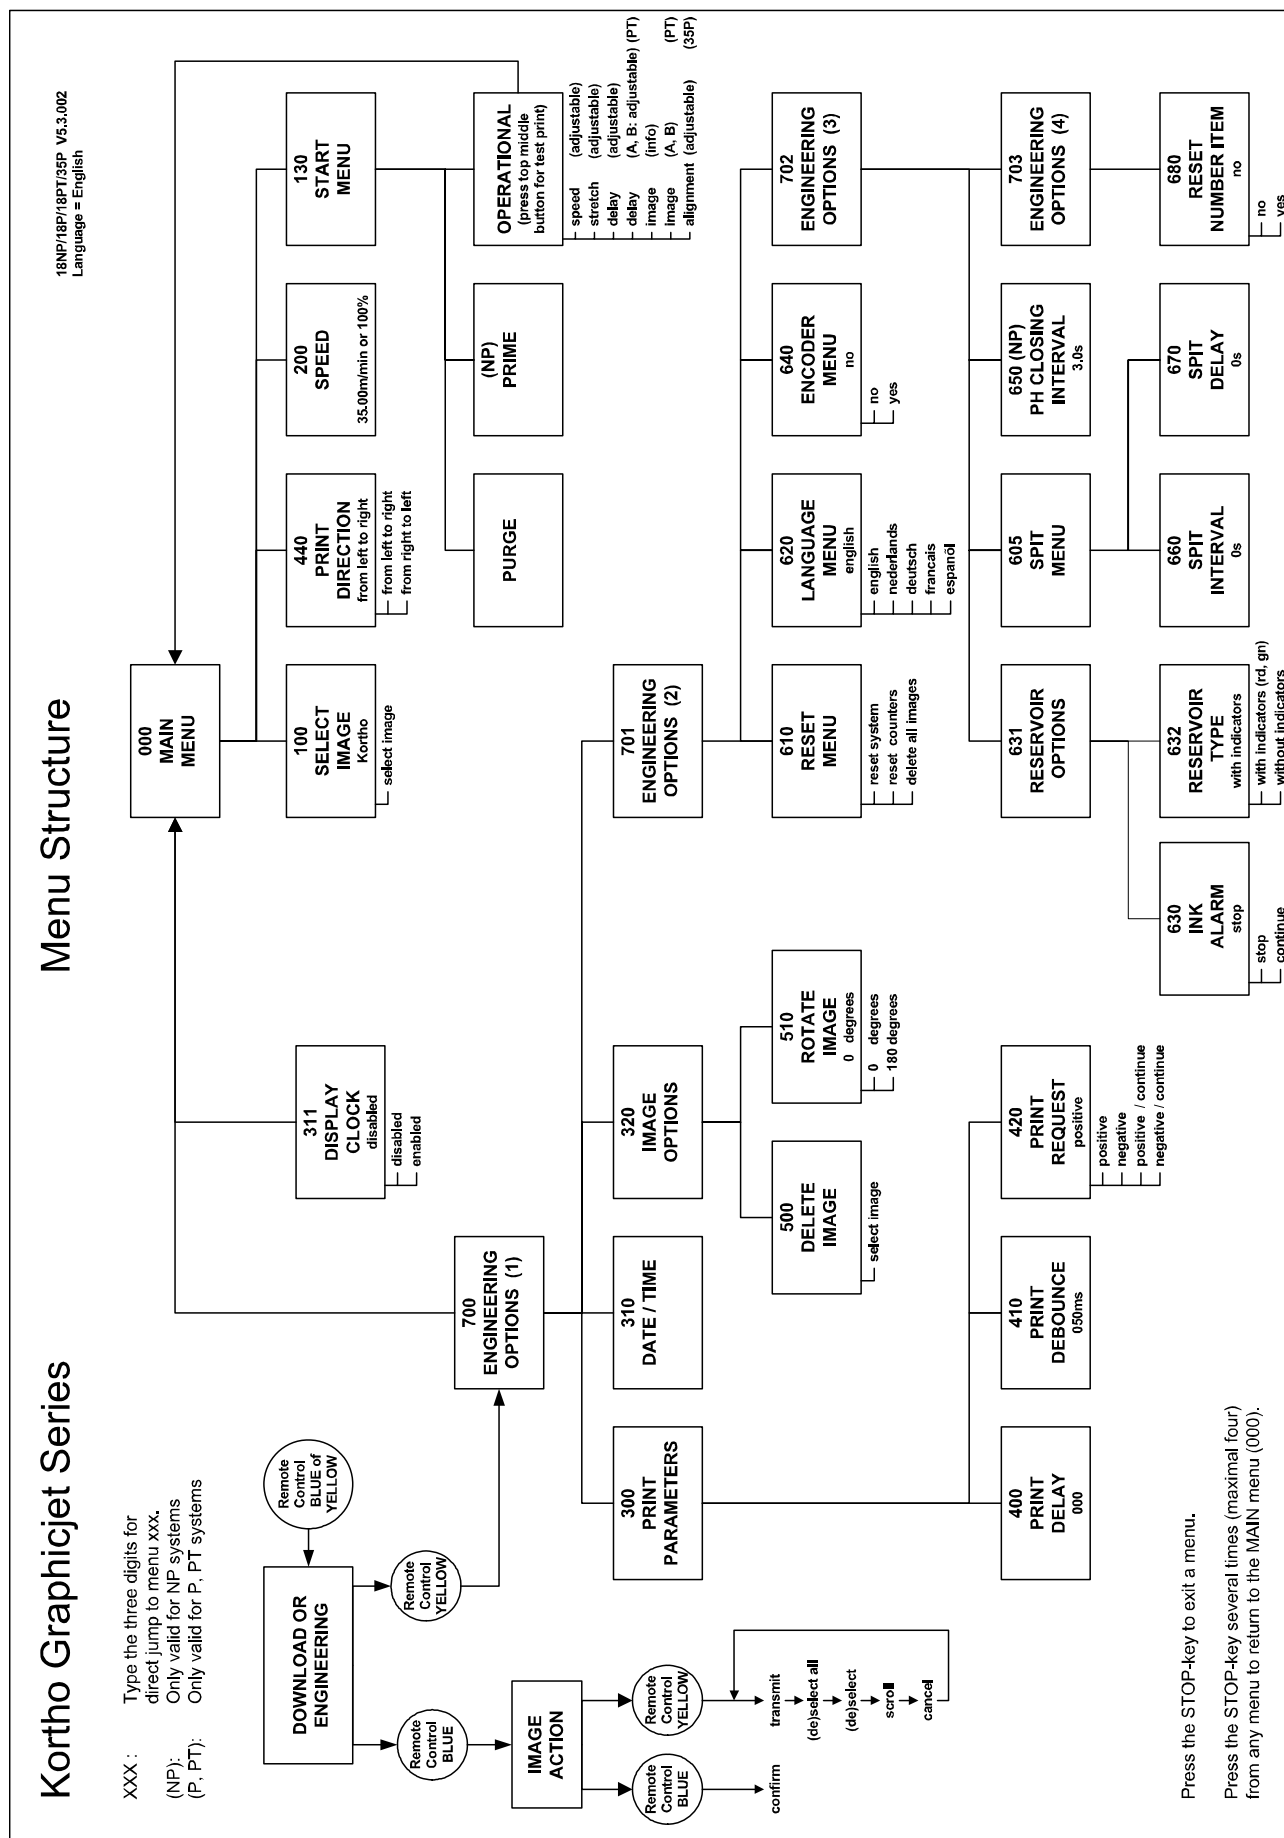 Kortho Graphicjet Series
Menu Structure
18NP/18P/18PT/35P V5.3.002
Language = English
XXX :
Type the three digits for
direct jump to menu xxx.
(NP):
Only valid for NP systems
(P, PT):
Only valid for P, PT systems
000
MAIN
MENU
100
SELECT
IMAGE
Kortho
select image
440
PRINT
DIRECTION
from left to right
from left to right
from right to left
200
SPEED
35.00m/min or 100%
130
START
MENU
PURGE
(NP)
PRIME
OPERATIONAL
(press top middle
button for test print)
speed (adjustable)
stretch (adjustable)
delay (adjustable)
delay (A, B: adjustable) (PT)
image (info)
image (A, B) (PT)
alignment (adjustable) (35P)
311
DISPLAY
CLOCK
disabled
disabled
enabled
Remote
Control
BLUE of
YELLOW
DOWNLOAD OR
ENGINEERING
Remote
Control
BLUE
Remote
Control
YELLOW
IMAGE
ACTION
Remote
Control
BLUE
Remote
Control
YELLOW
confirm
transmit
(de)select all
(de)select
scroll
cancel
700
ENGINEERING
OPTIONS (1)
300
PRINT
PARAMETERS
310
DATE / TIME
320
IMAGE
OPTIONS
701
ENGINEERING
OPTIONS (2)
500
DELETE
IMAGE
select image
510
ROTATE
IMAGE
0 degrees
0 degrees
180 degrees
610
RESET
MENU
reset system
reset counters
delete all images
620
LANGUAGE
MENU
english
english
nederlands
deutsch
francais
espanöl
640
ENCODER
MENU
no
no
yes
702
ENGINEERING
OPTIONS (3)
400
PRINT
DELAY
000
410
PRINT
DEBOUNCE
050ms
420
PRINT
REQUEST
positive
positive
negative
positive / continue
negative / continue
631
RESERVOIR
OPTIONS
605
SPIT
MENU
650 (NP)
PH CLOSING
INTERVAL
3.0s
703
ENGINEERING
OPTIONS (4)
630
INK
ALARM
stop
stop
continue
632
RESERVOIR
TYPE
with indicators
with indicators (rd, gn)
without indicators
660
SPIT
INTERVAL
0s
670
SPIT
DELAY
0s
680
RESET
NUMBER ITEM
no
no
yes
Press the STOP-key to exit a menu.
Press the STOP-key several times (maximal four)
from any menu to return to the MAIN menu (000).